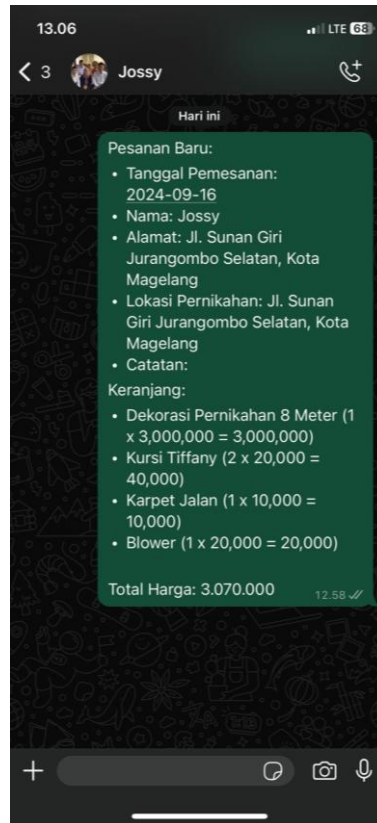 13.06
LTE 68
3 Jossy
Hari ini
Pesanan Baru:
• Tanggal Pemesanan:
2024-09-16
• Nama: Jossy
• Alamat: Jl. Sunan Giri
Jurangombo Selatan, Kota
Magelang
• Lokasi Pernikahan: Jl. Sunan
Giri Jurangombo Selatan, Kota
Magelang
• Catatan:
Keranjang:
• Dekorasi Pernikahan 8 Meter (1
x 3,000,000 = 3,000,000)
• Kursi Tiffany (2 x 20,000 =
40,000)
• Karpet Jalan (1 x 10,000 =
10,000)
• Blower (1 x 20,000 = 20,000)
Total Harga: 3.070.000
12.58